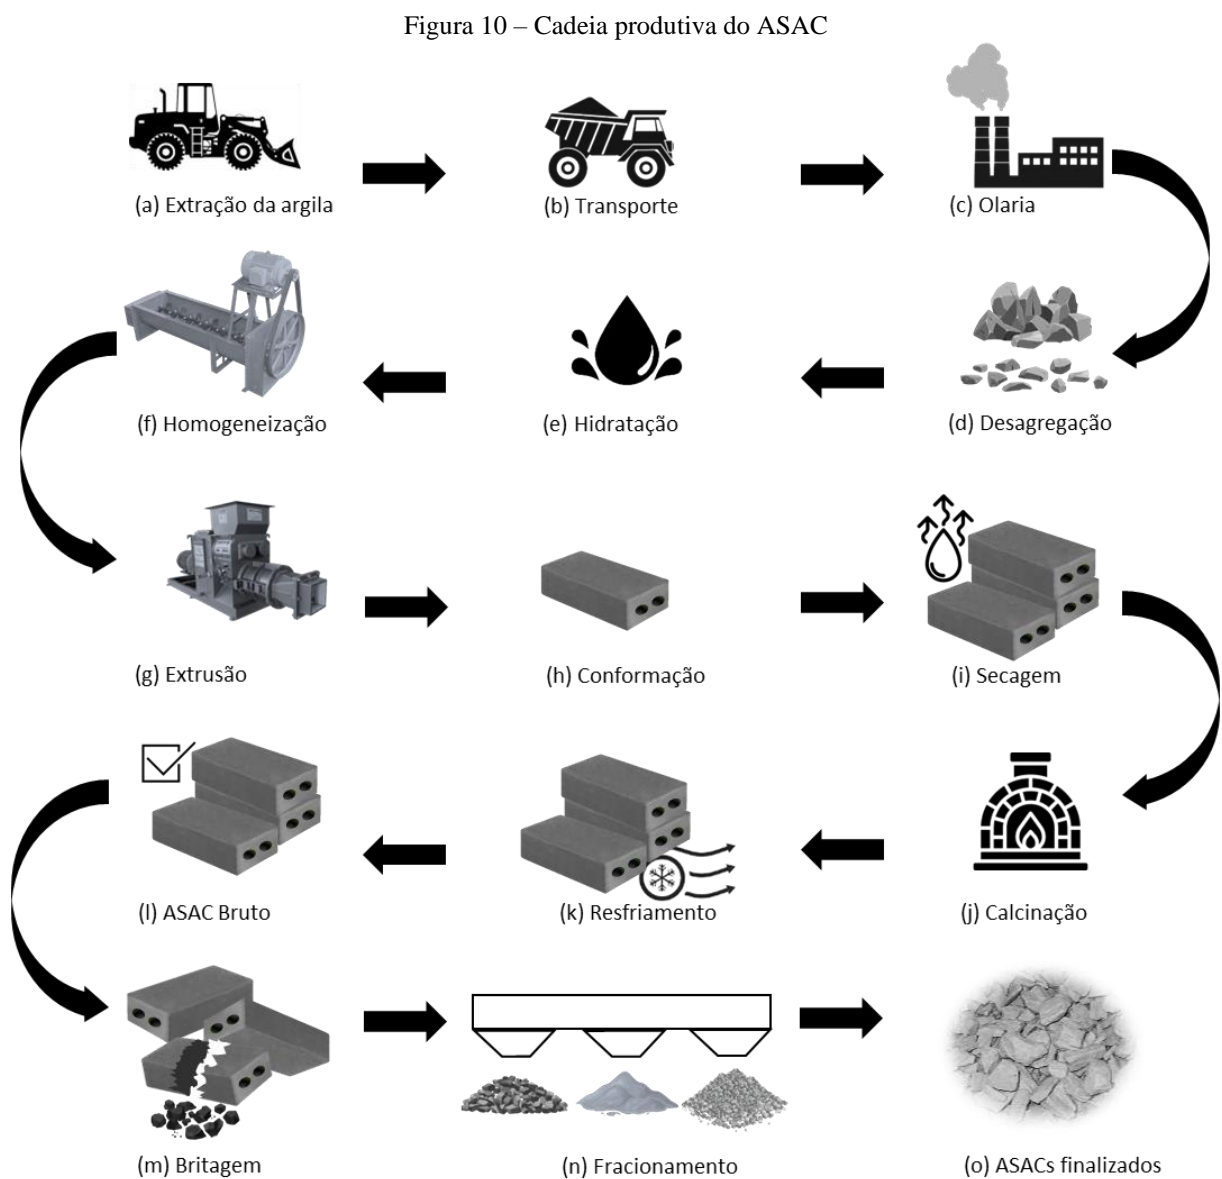 Figura 10 – Cadeia produtiva do ASAC
(a) Extração da argila
(b) Transporte
(c) Olaria
(f) Homogeneização
(e) Hidratação
(d) Desagregação
(g) Extrusão
(h) Conformação
(i) Secagem
(l) ASAC Bruto
(k) Resfriamento
(j) Calcinação
(m) Britagem
(n) Fracionamento
(o) ASACs finalizados